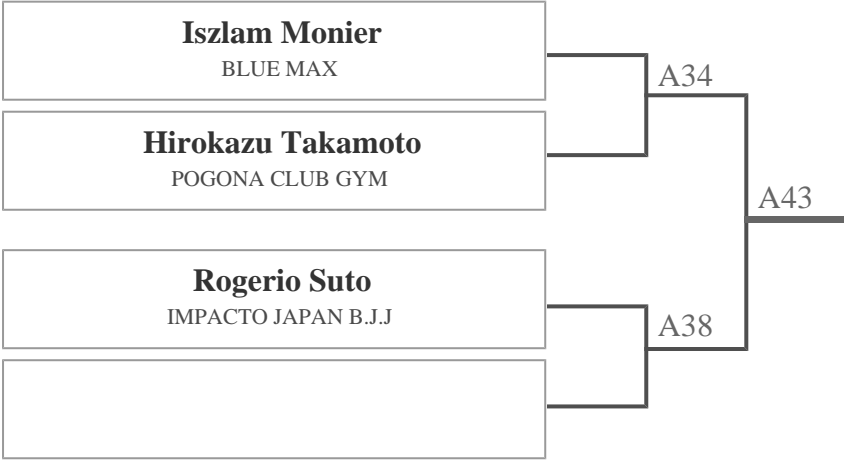 Iszlam Monier
BLUE MAX
A34
Hirokazu Takamoto
POGONA CLUB GYM
A43
Rogerio Suto
IMPACTO JAPAN B.J.J
A38